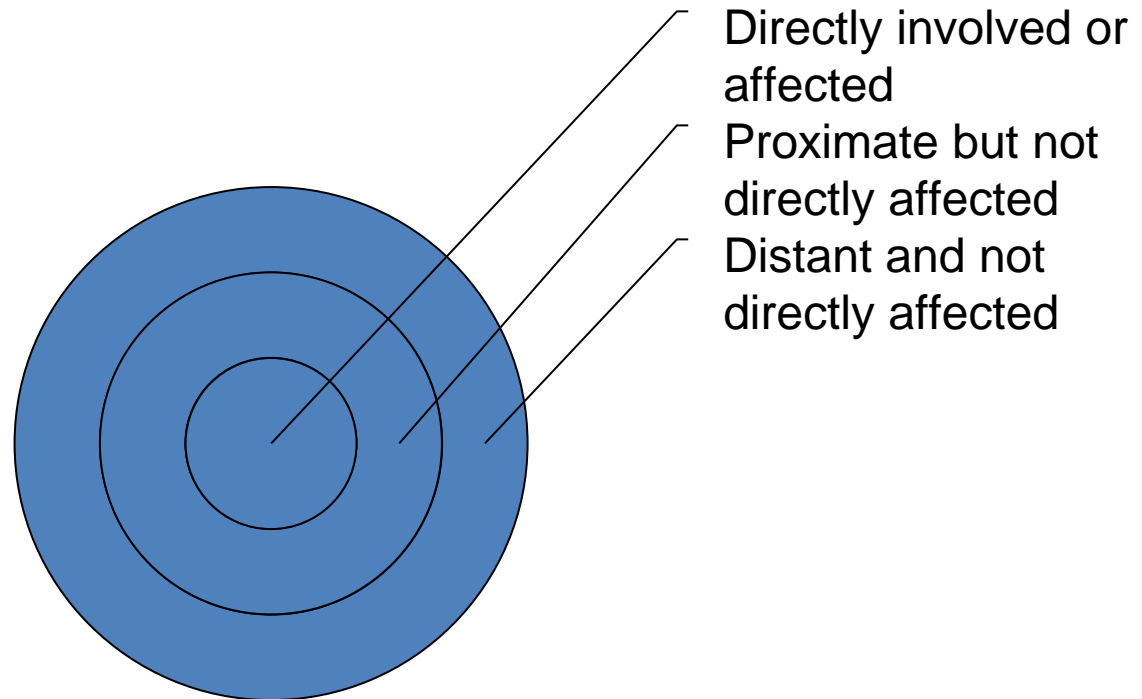 Directly involved or
affected
Proximate but not
directly affected
Distant and not
directly affected